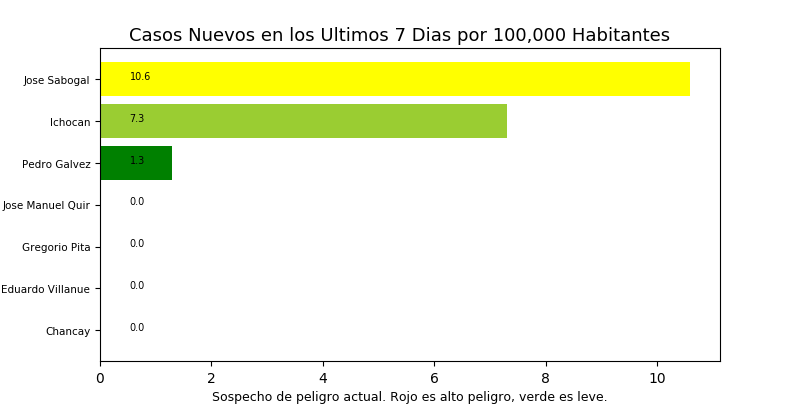 Casos Nuevos en los Ultimos 7 Dias por 100,000 Habitantes
Jose Sabogal 10.6
Ichocan 7.3
Pedro Galvez 1.3
Jose Manuel Quir 0.0
Gregorio Pita 0.0
Eduardo Villanue 0.0
Chancay 0.0
0 2 4 6 8 10
Sospecho de peligro actual. Rojo es alto peligro, verde es leve.